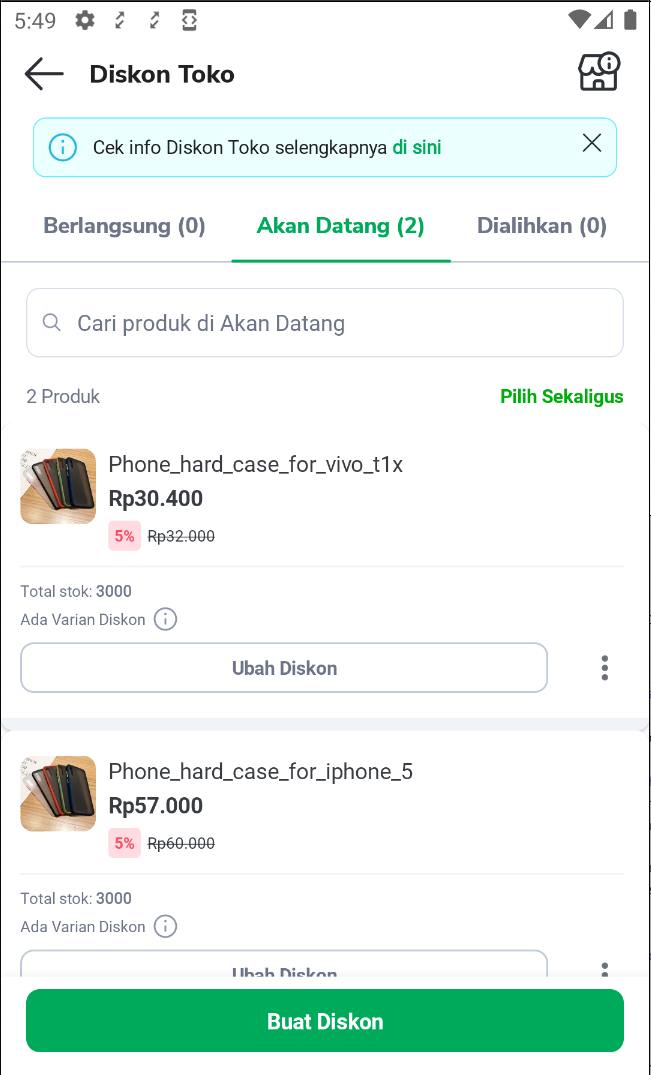 5:49
Diskon Toko
Cek info Diskon Toko selengkapnya di sini
Berlangsung (0)
Akan Datang (2)
Dialihkan (0)
Cari produk di Akan Datang
2 Produk
Pilih Sekaligus
Phone_hard_case_for_vivo_t1x
Rp30.400
5% Rp32.000
Total stok: 3000
Ada Varian Diskon
Ubah Diskon
Phone_hard_case_for_iphone_5
Rp57.000
5% Rp60.000
Total stok: 3000
Ada Varian Diskon
Ubah Diskon
Buat Diskon